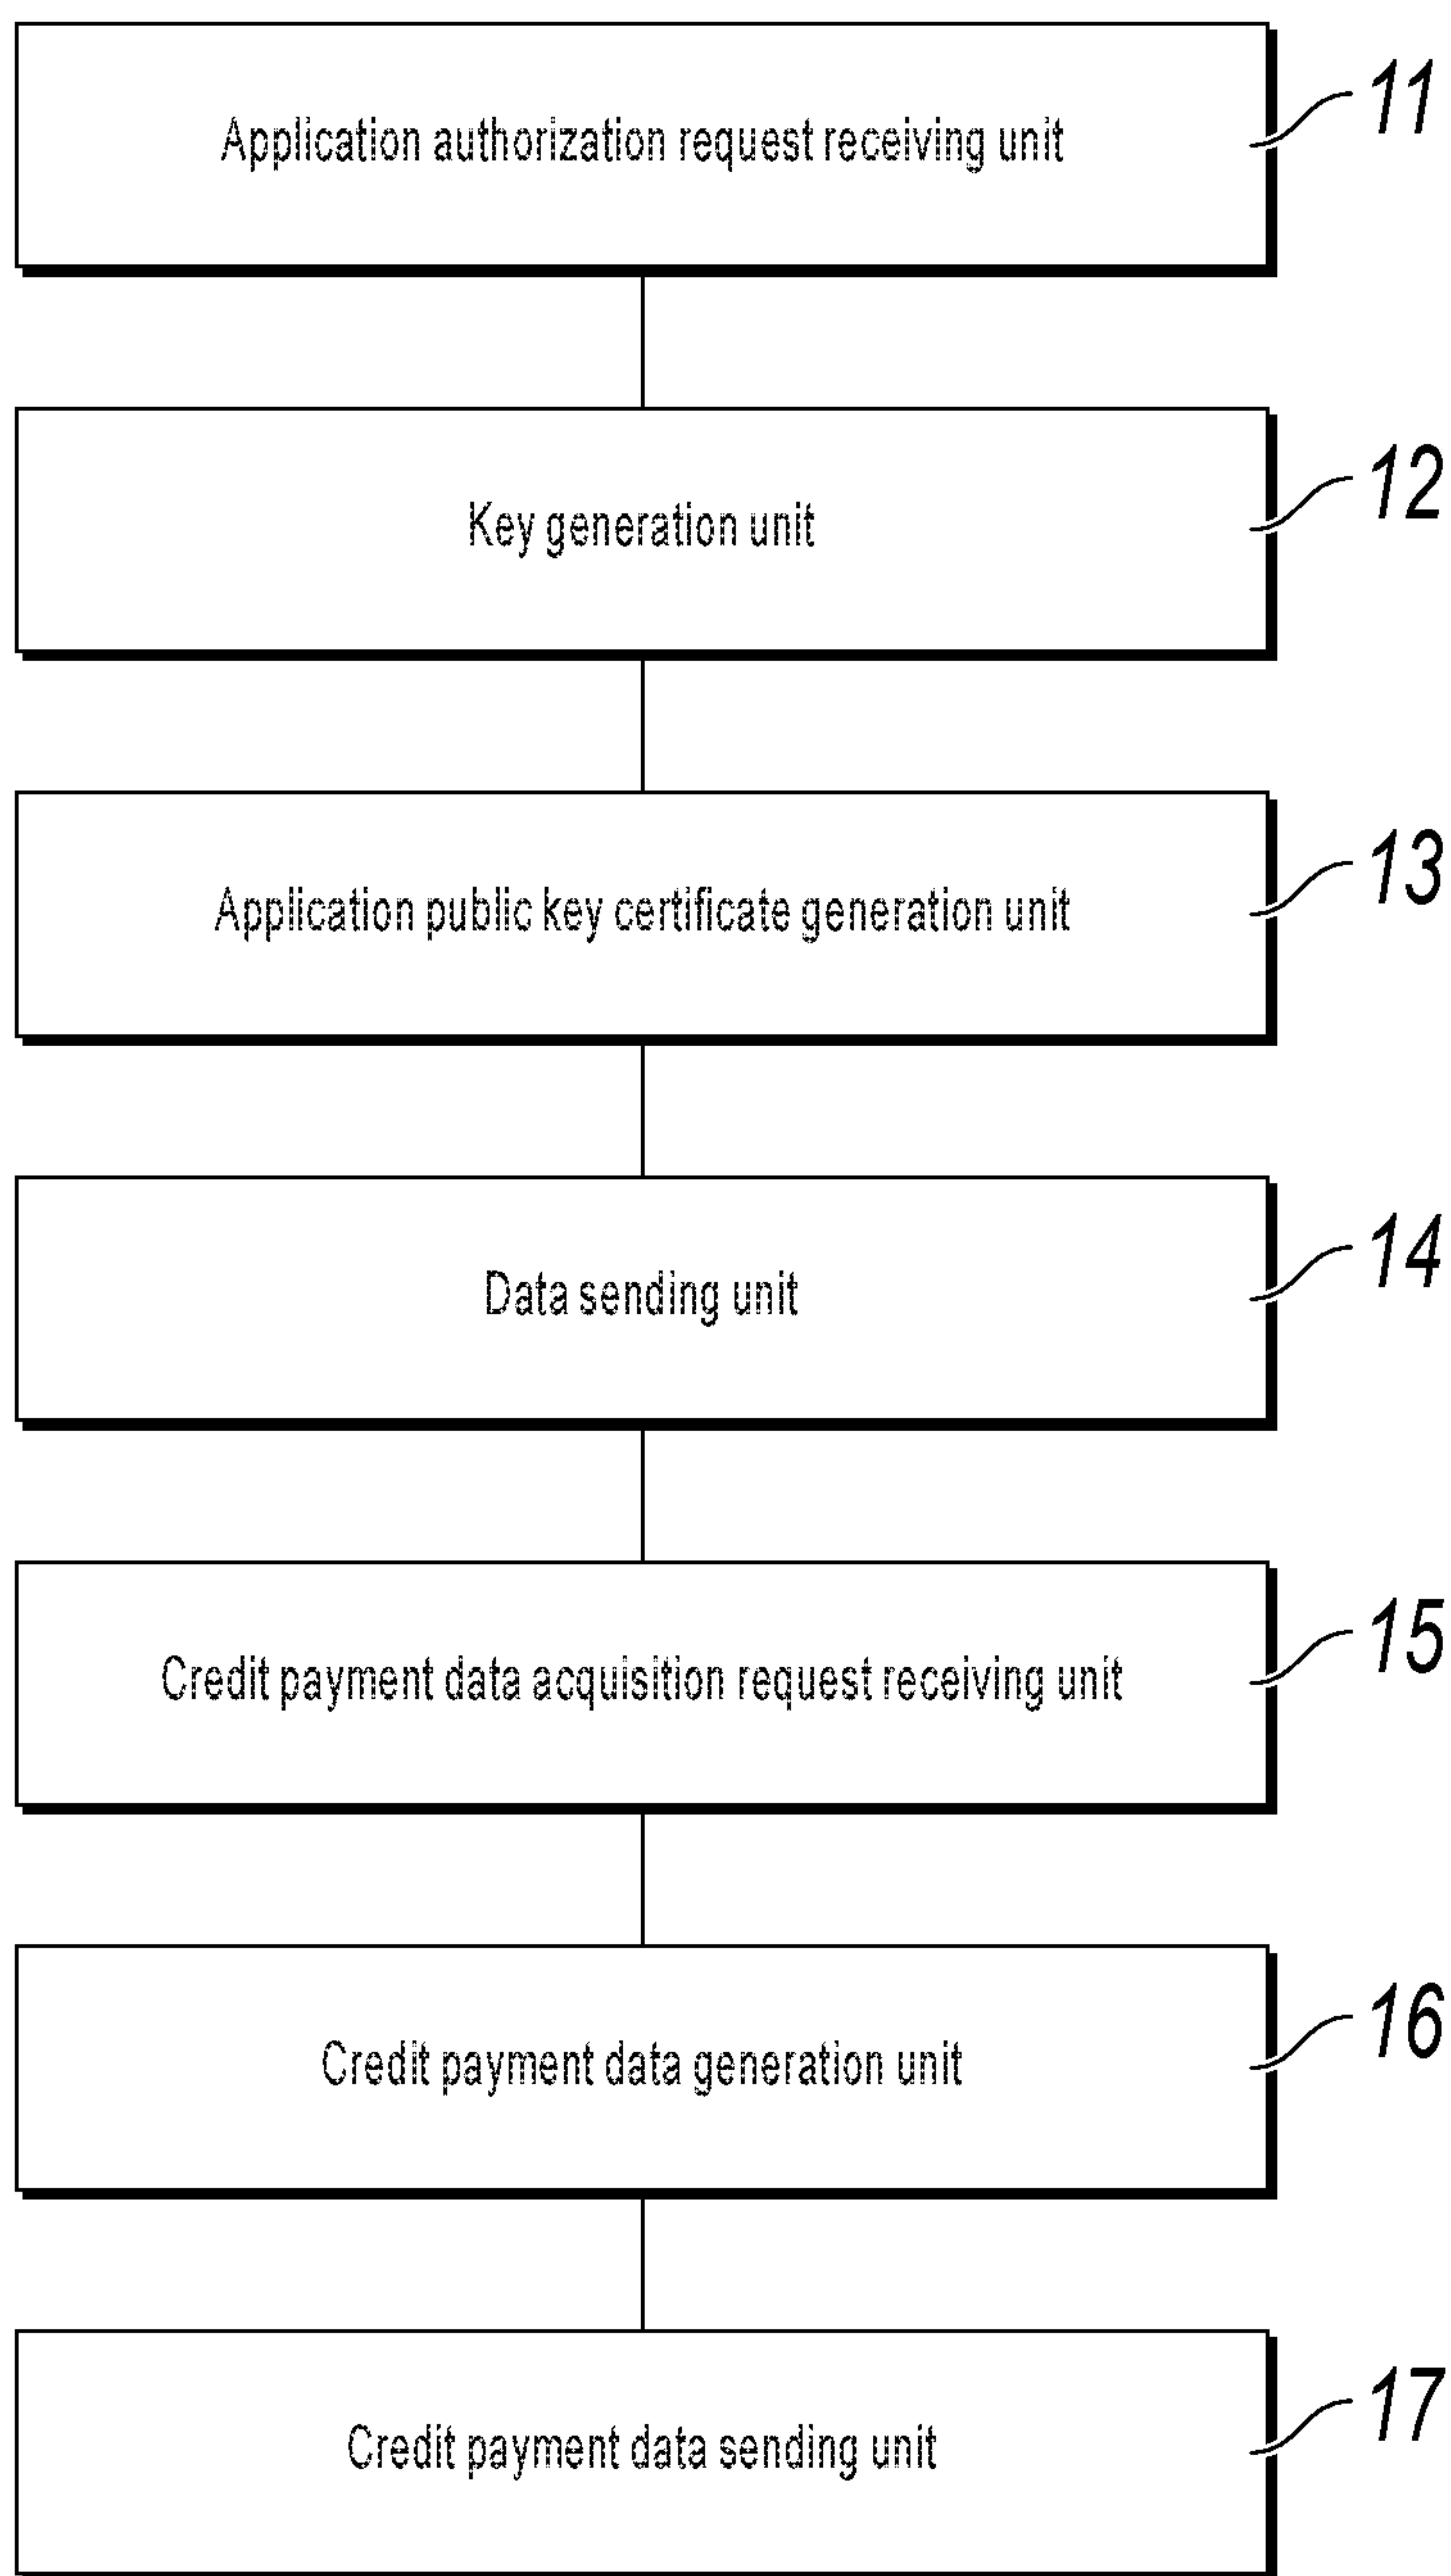 Application authorization request receiving unit
11
Key generation unit
12
Application public key certificate generation unit
13
Data sending unit
14
Credit payment data acquisition request receiving unit
15
Credit payment data generation unit
16
Credit payment data sending unit
17